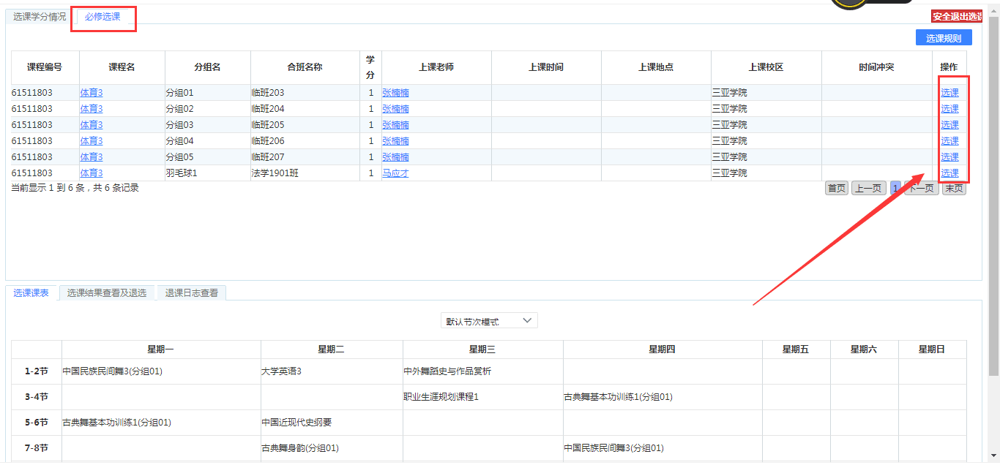 选课学分情况 必修选课
安全退出选课
选课规则
课程编号 课程名 分组名 合班名称 学分 上课老师 上课时间 上课地点 上课校区 时间冲突 操作
61511803 体育3 分组01 临班203 1 张楠楠 三亚学院 选课
61511803 体育3 分组02 临班204 1 张楠楠 三亚学院 选课
61511803 体育3 分组03 临班205 1 张楠楠 三亚学院 选课
61511803 体育3 分组04 临班206 1 张楠楠 三亚学院 选课
61511803 体育3 分组05 临班207 1 张楠楠 三亚学院 选课
61511803 体育3 羽毛球1 法学1901班 1 马应才 三亚学院 选课
当前显示 1 到 6 条，共 6 条记录 首页 上一页 1 下一页 末页
选课课表 选课结果查看及退选 退课日志查看
默认节次模式
星期一 星期二 星期三 星期四 星期五 星期六 星期日
1-2节 中国民族民间舞3(分组01) 大学英语3 中外舞蹈史与作品赏析
3-4节 职业生涯规划课程1 古典舞基本功训练1(分组01)
5-6节 古典舞基本功训练1(分组01) 中国近现代史纲要
7-8节 古典舞身韵(分组01) 中国民族民间舞3(分组01)